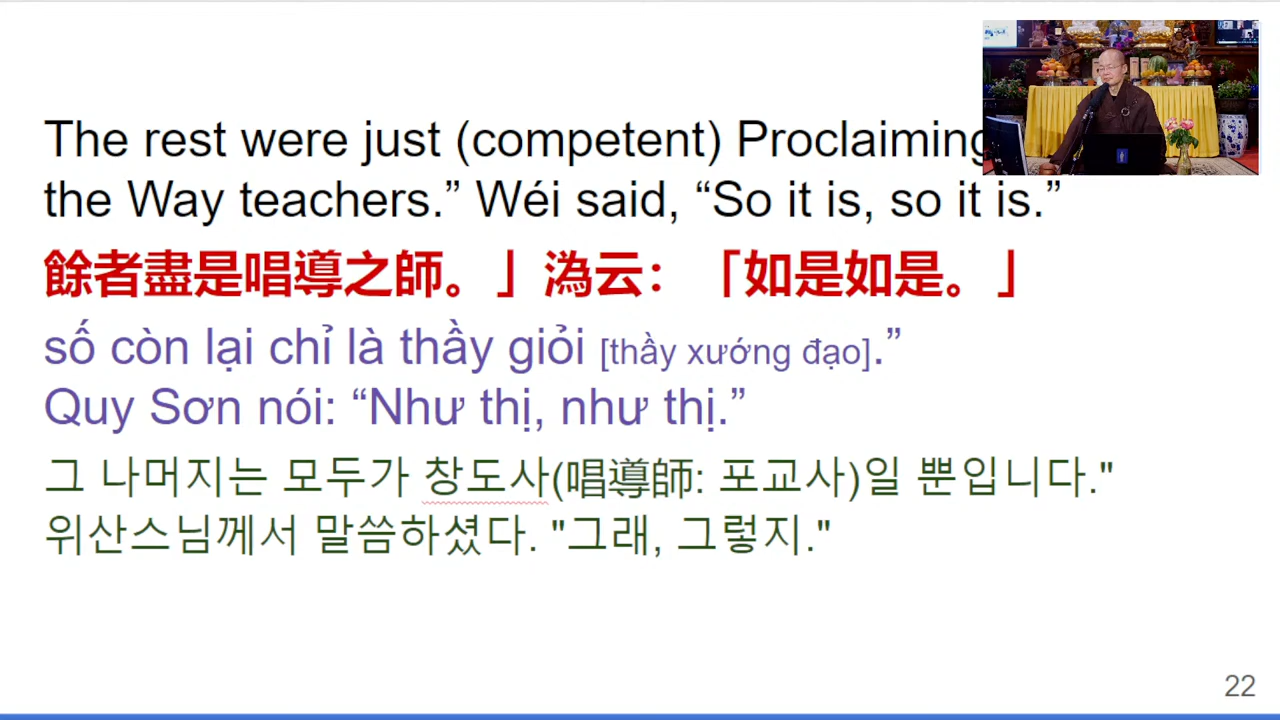 The rest were just (competent) Proclaiming
the Way teachers.” Wéi said, “So it is, so it is.”
餘者盡是唱導之師。」溈云：「如是如是。」
số còn lại chỉ là thầy giỏi [thầy xướng đạo].”
Quy Sơn nói: “Như thị, như thị.”
그 나머지는 모두가 창도사(唱導師: 포교사)일 뿐입니다."
위산스님께서 말씀하셨다. "그래, 그렇지."
22